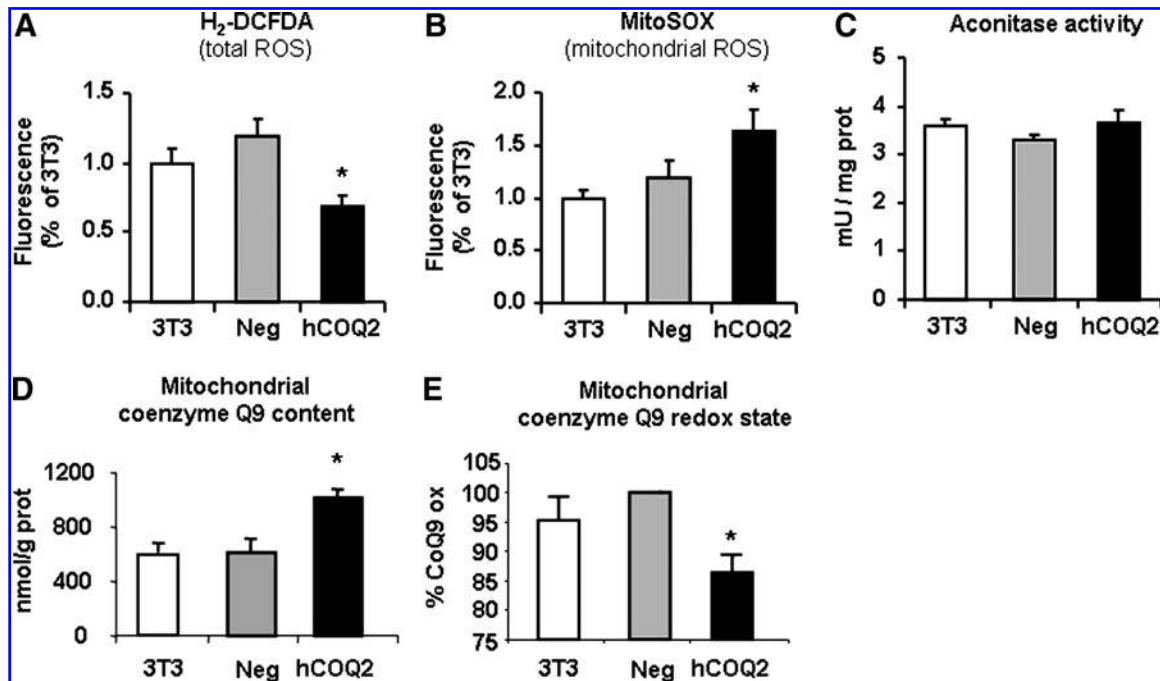 A
H₂-DCFDA
(total ROS)
Fluorescence
(% of 3T3)
1.5
1.0
0.5
0.0
*
3T3 Neg hCOQ2
B
MitoSOX
(mitochondrial ROS)
Fluorescence
(% of 3T3)
2.0
1.5
1.0
0.5
0.0
*
3T3 Neg hCOQ2
C
Aconitase activity
mU / mg prot
5
4
3
2
1
0
3T3 Neg hCOQ2
D
Mitochondrial
coenzyme Q9 content
nmol/g prot
1200
800
400
0
*
3T3 Neg hCOQ2
E
Mitochondrial
coenzyme Q9 redox state
% CoQ9 ox
105
100
95
90
85
80
75
*
3T3 Neg hCOQ2